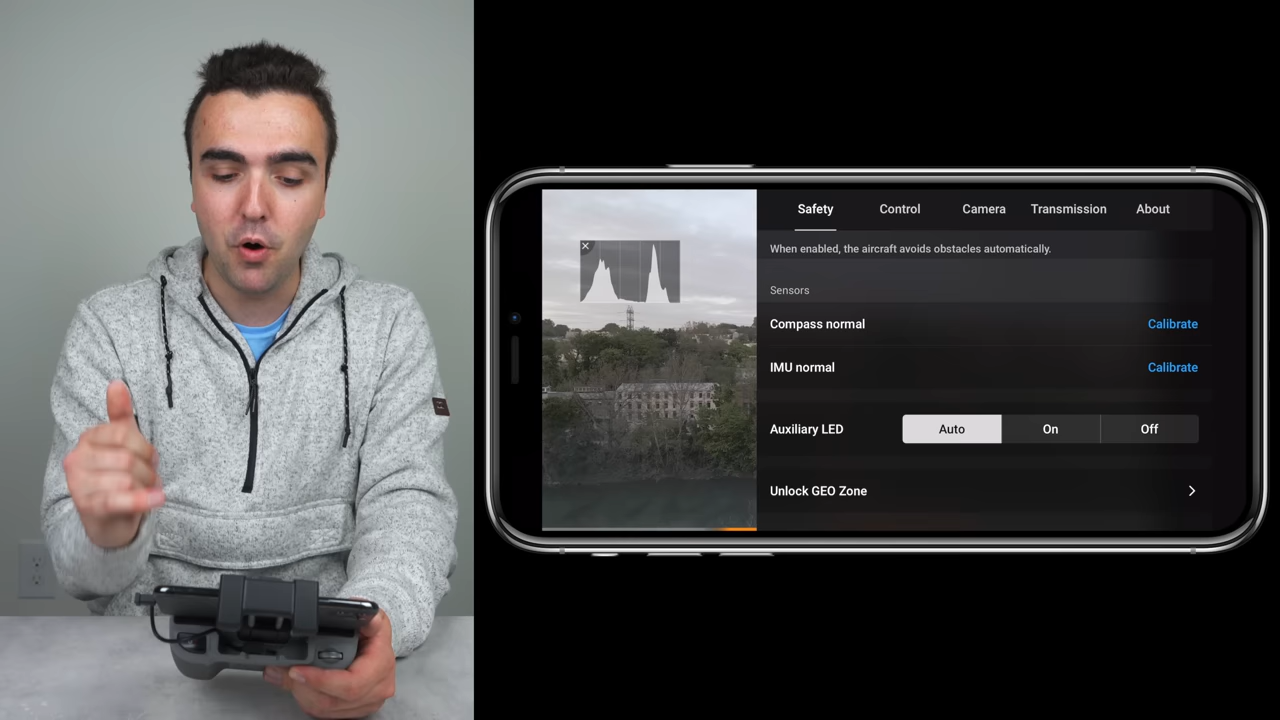 Safety Control Camera Transmission About
When enabled, the aircraft avoids obstacles automatically.
Sensors
Compass normal Calibrate
IMU normal Calibrate
Auxiliary LED Auto On Off
Unlock GEO Zone